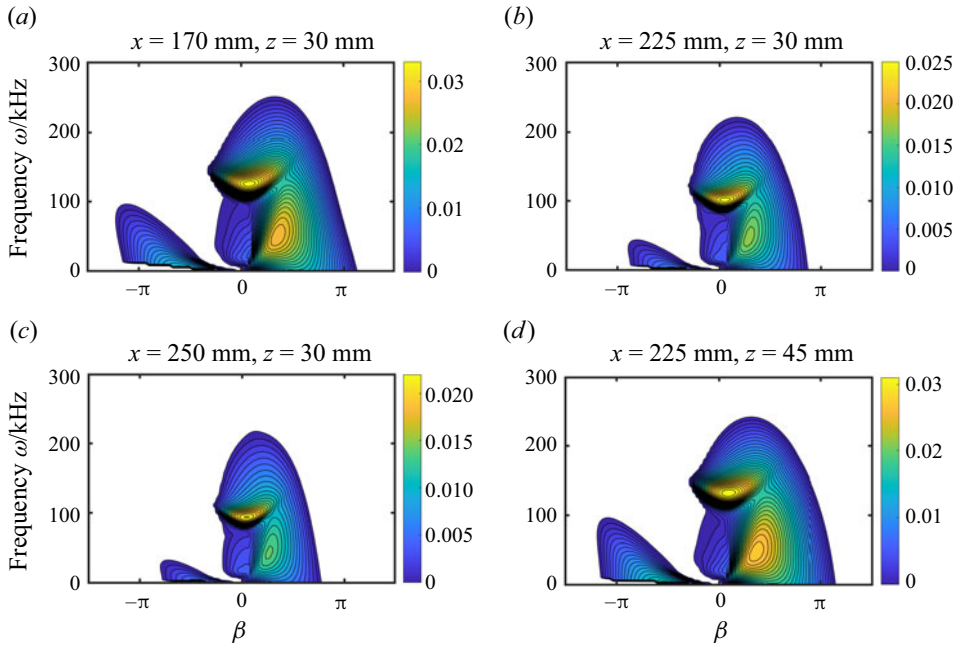 (a)
x = 170 mm, z = 30 mm
300
200
100
0
−π
0
π
0.03
0.02
0.01
0
Frequency ω/kHz
(b)
x = 225 mm, z = 30 mm
300
200
100
0
−π
0
π
0.025
0.020
0.015
0.010
0.005
0
(c)
x = 250 mm, z = 30 mm
300
200
100
0
−π
0
π
0.020
0.015
0.010
0.005
0
Frequency ω/kHz
β
(d)
x = 225 mm, z = 45 mm
300
200
100
0
−π
0
π
0.03
0.02
0.01
0
β